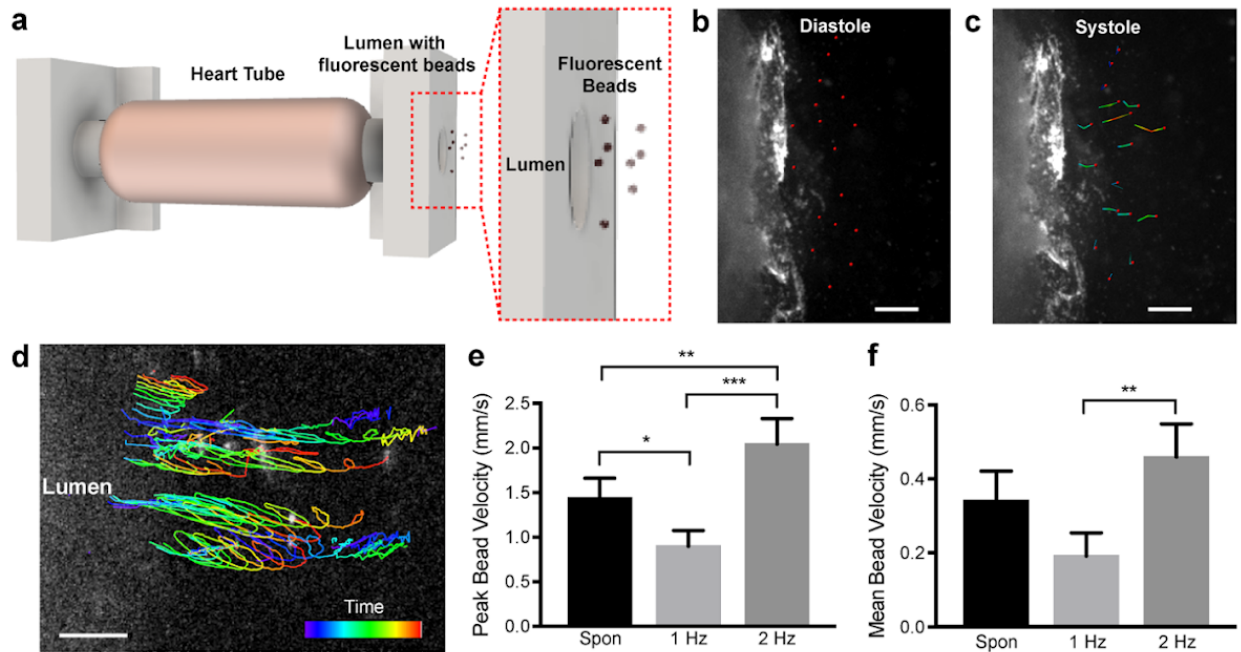 a
Heart Tube
Lumen with
fluorescent beads
Fluorescent
Beads
Lumen
b
Diastole
c
Systole
d
Lumen
Time
e
**
***
*
Peak Bead Velocity (mm/s)
2.5
2.0
1.5
1.0
0.5
0.0
Spon
1 Hz
2 Hz
f
**
Mean Bead Velocity (mm/s)
0.6
0.4
0.2
0.0
Spon
1 Hz
2 Hz